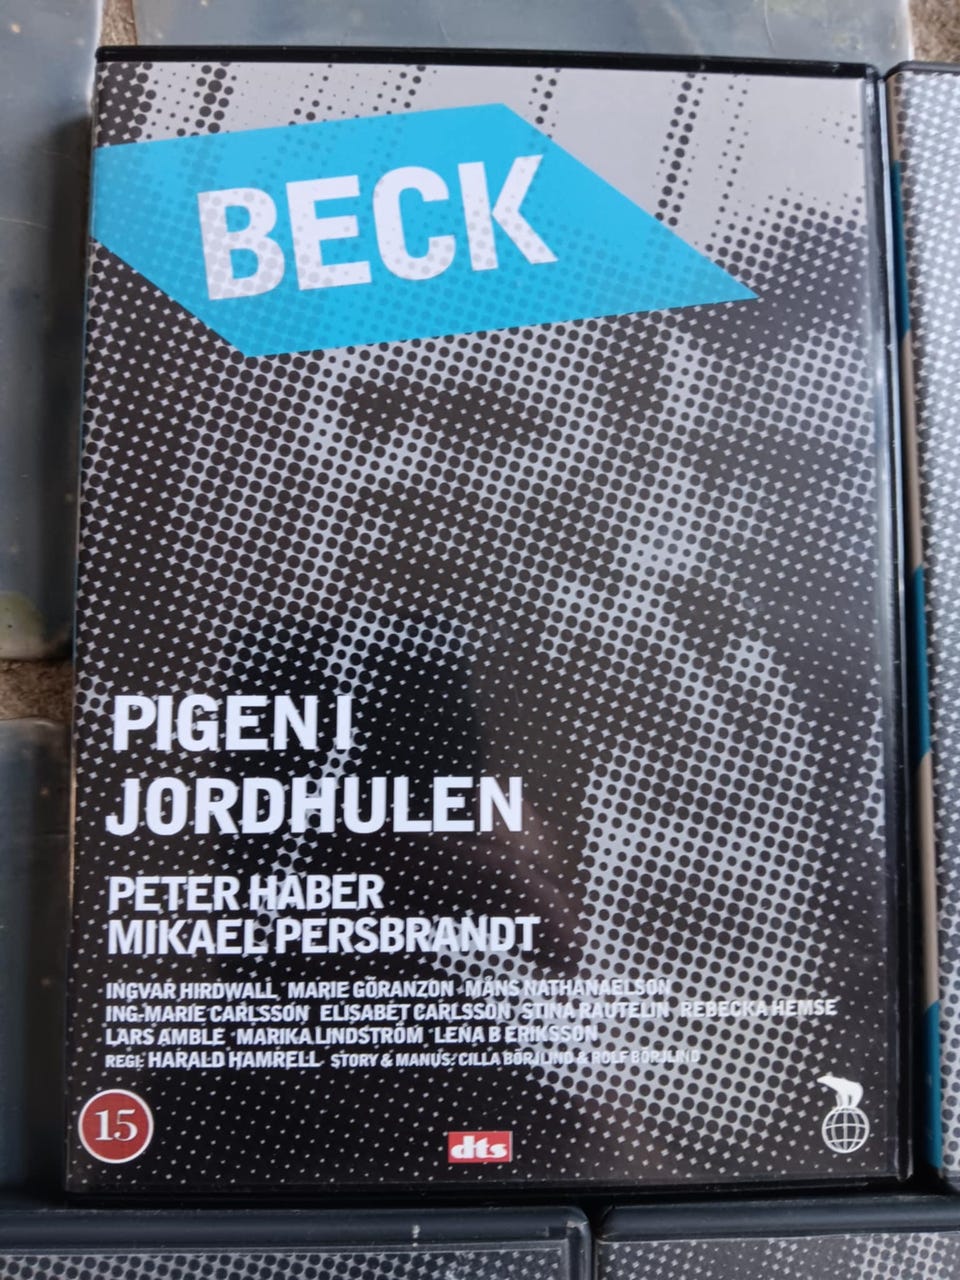 BECK
PIGEN I
JORDHULEN
PETER HABER
MIKAEL PERSBRANDT
INGVAR HIRDWALL MARIE GÖRANZON MÅNS NATHANAELSON
ING-MARIE CARLSSON ELISABET CARLSSON STINA RAUTELIN REBECKA HEMSE
LARS AMBLE MARIKA LINDSTRÖM LENA B ERIKSSON
REGI: HARALD HAMRELL STORY & MANUS: CILLA BÖRJLIND & ROLF BÖRJLIND
15
dts